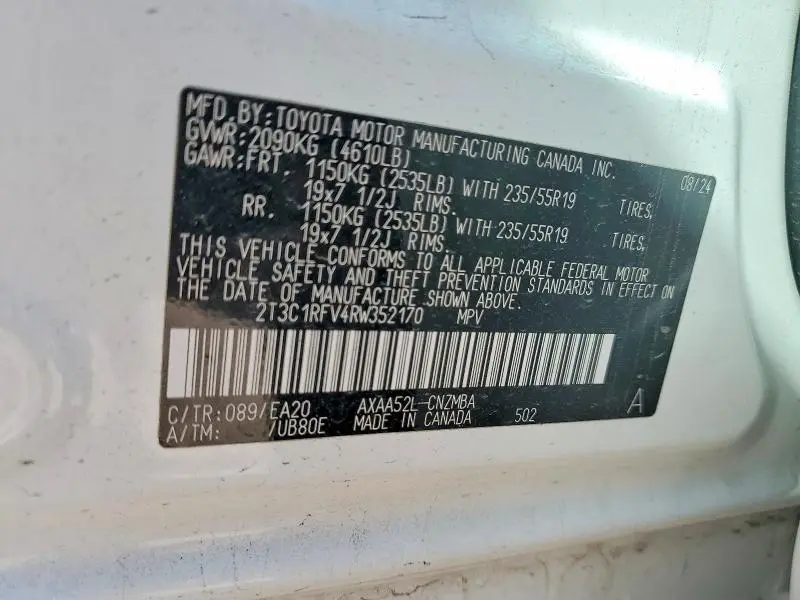 MFD. BY: TOYOTA MOTOR MANUFACTURING CANADA INC.
GVWR: 2090KG (4610LB) 08/24
GAWR: FRT. 1150KG (2535LB) WITH 235/55R19 TIRES,
19x7 1/2J RIMS.
RR. 1150KG (2535LB) WITH 235/55R19 TIRES,
19x7 1/2J RIMS.
THIS VEHICLE CONFORMS TO ALL APPLICABLE FEDERAL MOTOR
VEHICLE SAFETY AND THEFT PREVENTION STANDARDS IN EFFECT ON
THE DATE OF MANUFACTURE SHOWN ABOVE.
2T3C1RFV4RW352170 MPV
C/TR: 089/EA20 AXAA52L-CNZMBA
A/TM: /UB80E MADE IN CANADA 502 A